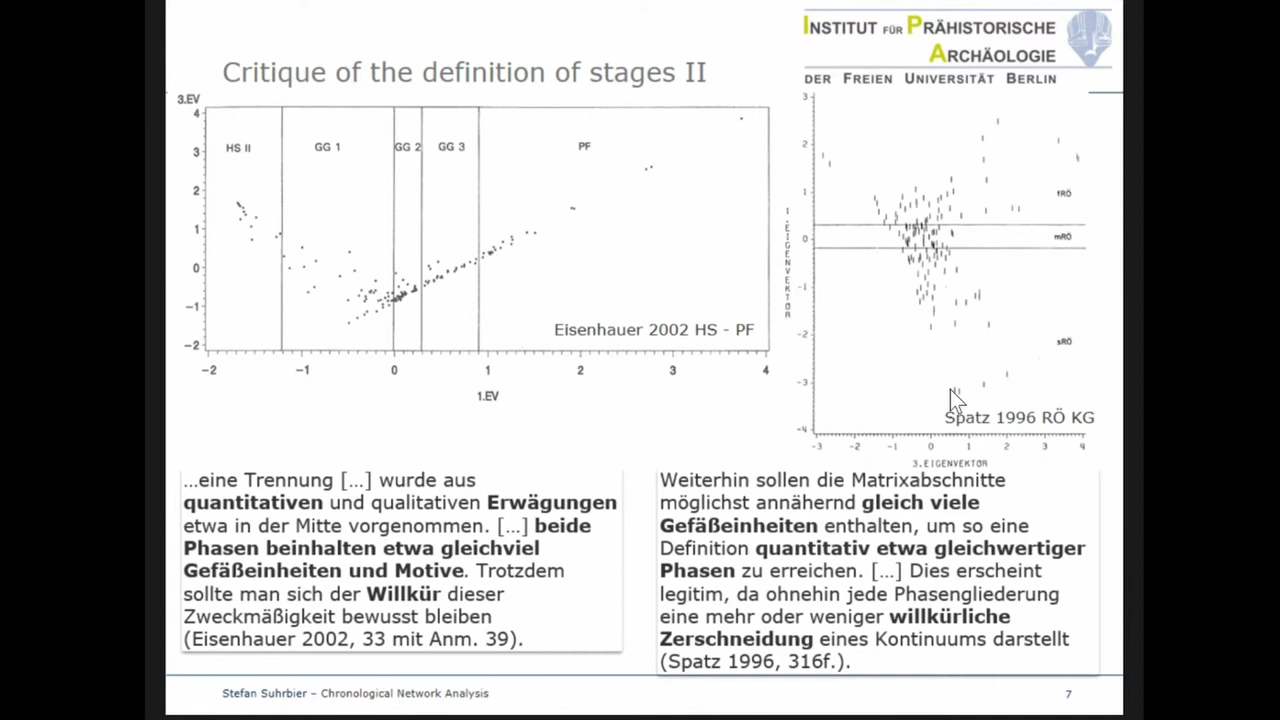 INSTITUT FÜR PRÄHISTORISCHE
ARCHÄOLOGIE
DER FREIEN UNIVERSITÄT BERLIN
Critique of the definition of stages II
3.EV
4
3
2
1
0
−1
−2
HS II
GG 1
GG 2
GG 3
PF
Eisenhauer 2002 HS - PF
−2
−1
0
1
2
3
4
1.EV
3
2
1
0
-1
-2
-3
-4
1.EIGENVEKTOR
fRÖ
mRÖ
sRÖ
Spatz 1996 RÖ KG
-3
-2
-1
0
1
2
3
4
3.EIGENVEKTOR
…eine Trennung […] wurde aus
quantitativen und qualitativen Erwägungen
etwa in der Mitte vorgenommen. […] beide
Phasen beinhalten etwa gleichviel
Gefäßeinheiten und Motive. Trotzdem
sollte man sich der Willkür dieser
Zweckmäßigkeit bewusst bleiben
(Eisenhauer 2002, 33 mit Anm. 39).
Weiterhin sollen die Matrixabschnitte
möglichst annähernd gleich viele
Gefäßeinheiten enthalten, um so eine
Definition quantitativ etwa gleichwertiger
Phasen zu erreichen. […] Dies erscheint
legitim, da ohnehin jede Phasengliederung
eine mehr oder weniger willkürliche
Zerschneidung eines Kontinuums darstellt
(Spatz 1996, 316f.).
Stefan Suhrbier – Chronological Network Analysis
7